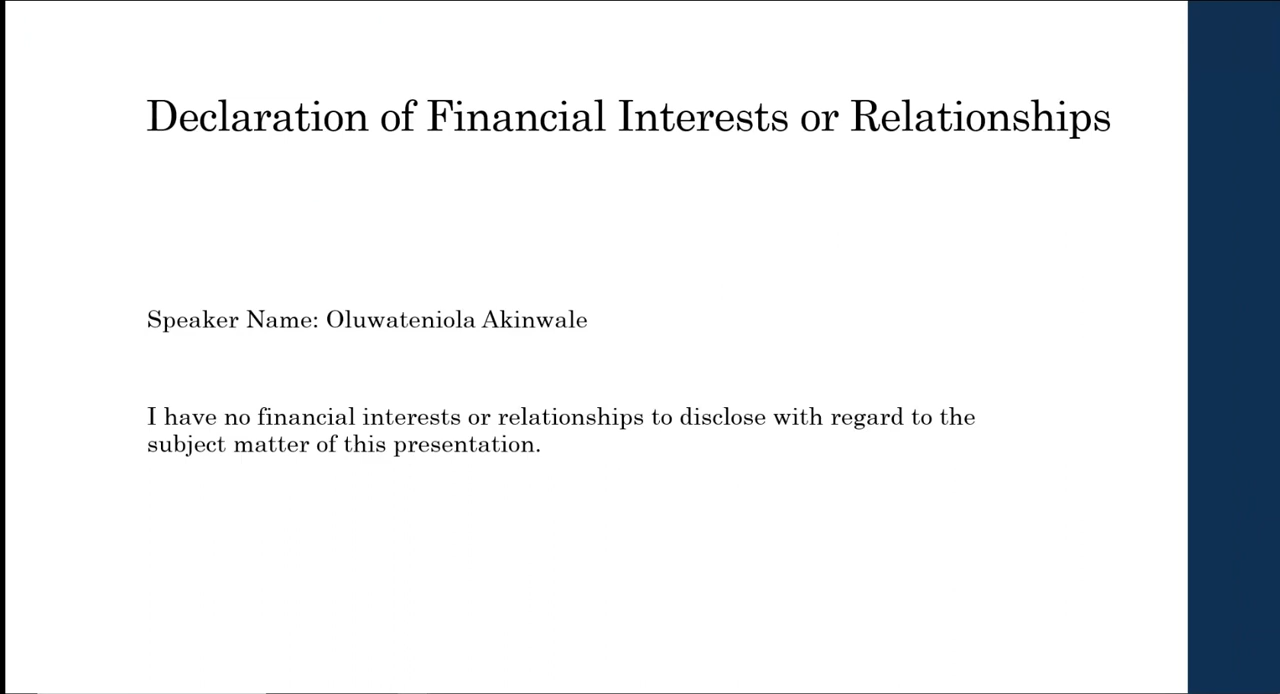 Declaration of Financial Interests or Relationships
Speaker Name: Oluwateniola Akinwale
I have no financial interests or relationships to disclose with regard to the
subject matter of this presentation.